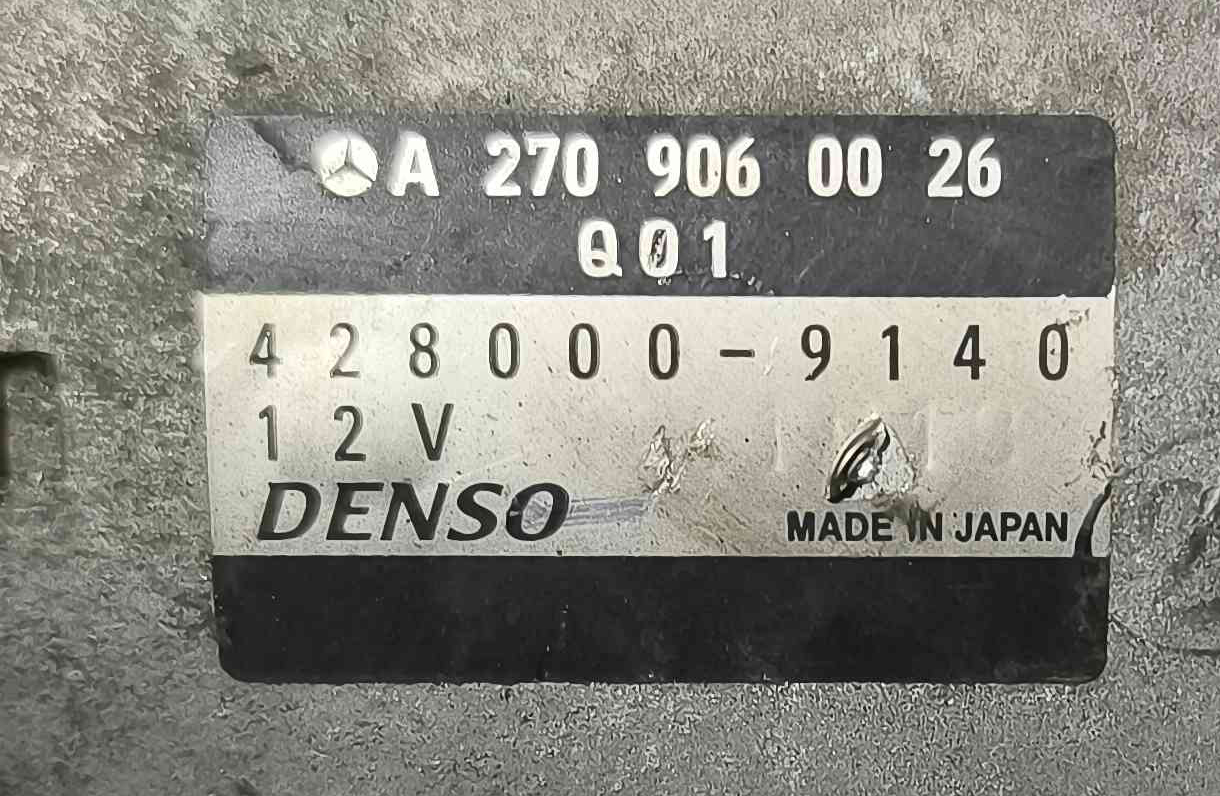 A 270 906 00 26
Q01
428000-9140
12V
DENSO
MADE IN JAPAN